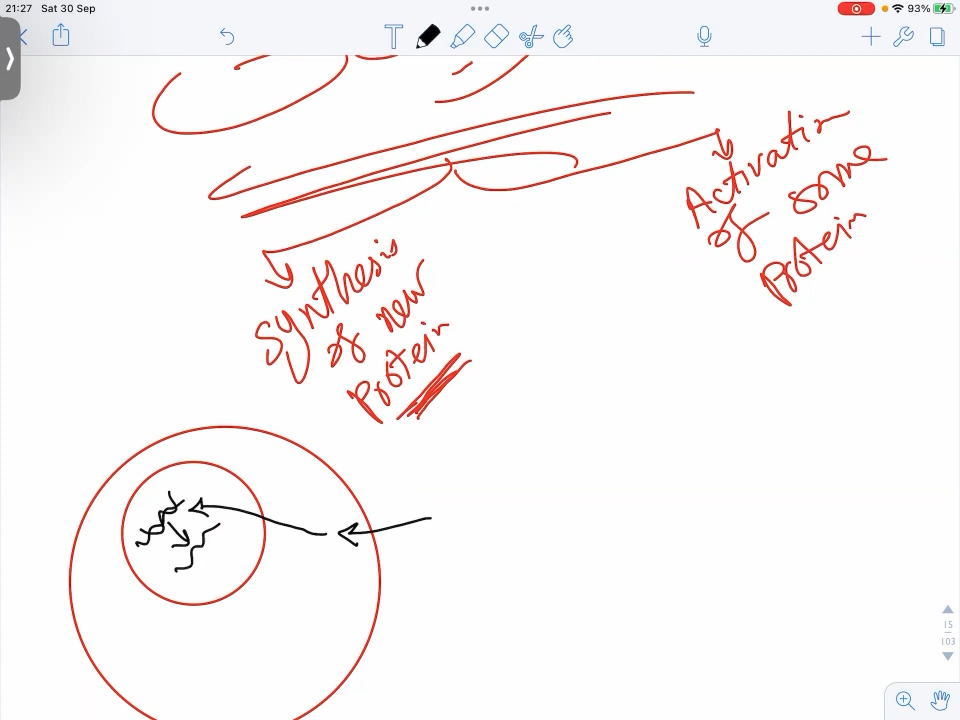 21:27 Sat 30 Sep
93%
T
Activation
of some
Protein
Synthesis
of new
Protein
15
103